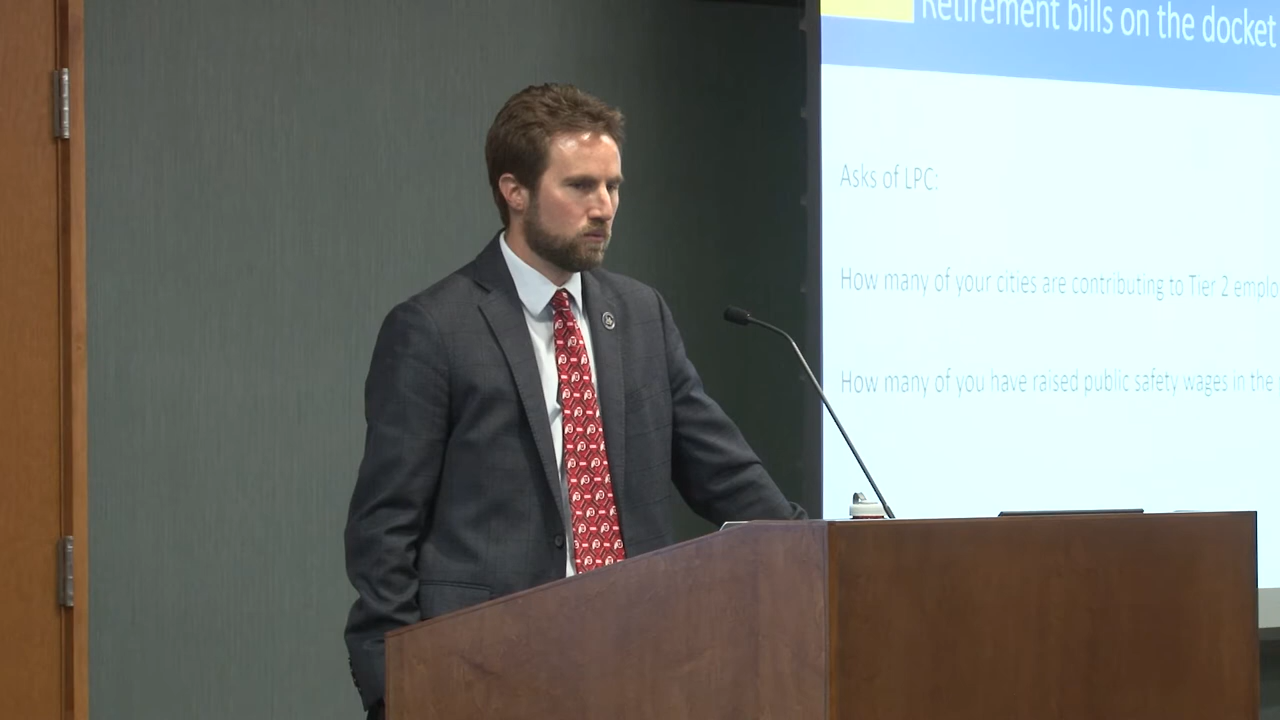 Retirement bills on the docket
Asks of LPC:
How many of your cities are contributing to Tier 2 emplo
How many of you have raised public safety wages in the